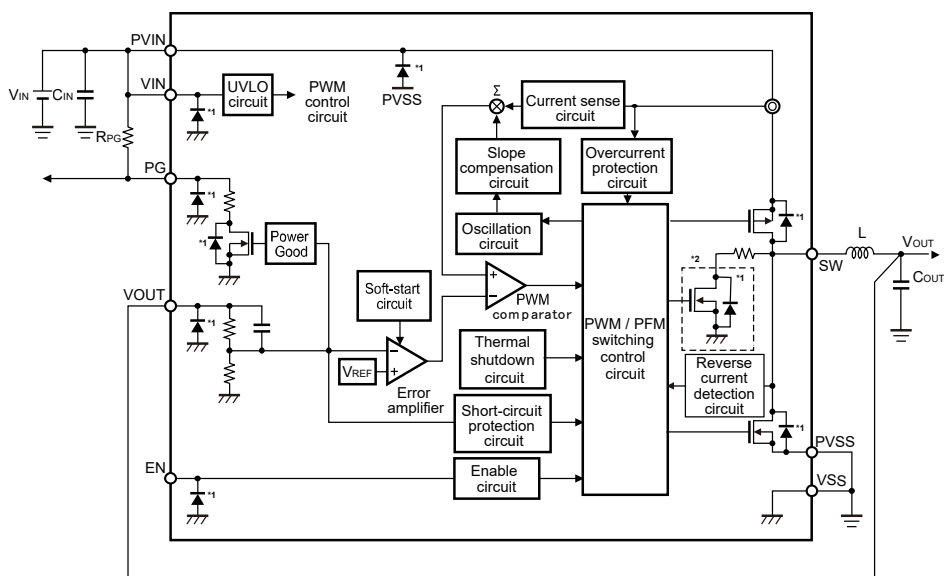 PVIN
VIN
VIN
CIN
RPG
PG
UVLO
circuit
PWM
control
circuit
*1
PVSS
*1
Σ
Current sense
circuit
Slope
compensation
circuit
Overcurrent
protection
circuit
Oscillation
circuit
*1
*1
Power
Good
*1
VOUT
*1
Soft-start
circuit
VREF
Error
amplifier
PWM
comparator
Thermal
shutdown
circuit
Short-circuit
protection
circuit
Enable
circuit
PWM / PFM
switching
control
circuit
*1
*2
*1
Reverse
current
detection
circuit
*1
SW
L
VOUT
COUT
PVSS
VSS
EN
*1